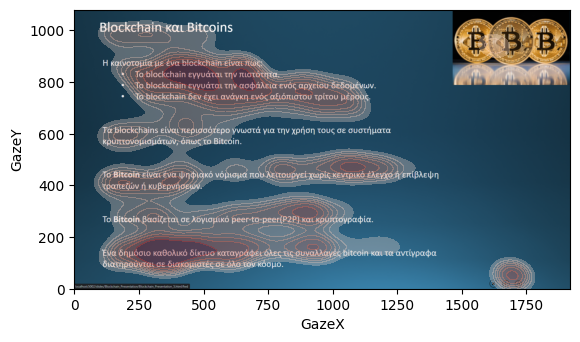 Blockchain και Bitcoins
Η καινοτομία με ένα blockchain είναι πως:
• Το blockchain εγγυάται την πιστότητα.
• Το blockchain εγγυάται την ασφάλεια ενός αρχείου δεδομένων.
• Το blockchain δεν έχει ανάγκη ενός αξιόπιστου τρίτου μέρους.
Τα blockchains είναι περισσότερο γνωστά για την χρήση τους σε συστήματα
κρυπτονομισμάτων, όπως το Bitcoin.
Το Bitcoin είναι ένα ψηφιακό νόμισμα που λειτουργεί χωρίς κεντρικό έλεγχο ή επίβλεψη
τραπεζών ή κυβερνήσεων.
Το Bitcoin βασίζεται σε λογισμικό peer-to-peer(P2P) και κρυπτογραφία.
Ένα δημόσιο καθολικό δίκτυο καταγράφει όλες τις συναλλαγές bitcoin και τα αντίγραφα
διατηρούνται σε διακομιστές σε όλο τον κόσμο.
GazeY
1000
800
600
400
200
0
0 250 500 750 1000 1250 1500 1750
GazeX